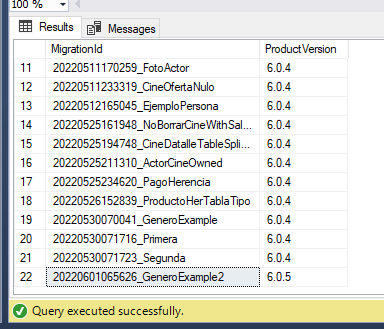 100 %
Results Messages
MigrationId ProductVersion
11 20220511170259_FotoActor 6.0.4
12 20220511233319_CineOfertaNulo 6.0.4
13 20220512165045_EjemploPersona 6.0.4
14 20220525161948_NoBorrarCineWithSal... 6.0.4
15 20220525194748_CineDatalleTableSpli... 6.0.4
16 20220525211310_ActorCineOwned 6.0.4
17 20220525234620_PagoHerencia 6.0.4
18 20220526152839_ProductoHerTablaTipo 6.0.4
19 20220530070041_GeneroExample 6.0.4
20 20220530071716_Primera 6.0.4
21 20220530071723_Segunda 6.0.4
22 20220601065626_GeneroExample2 6.0.5
Query executed successfully.